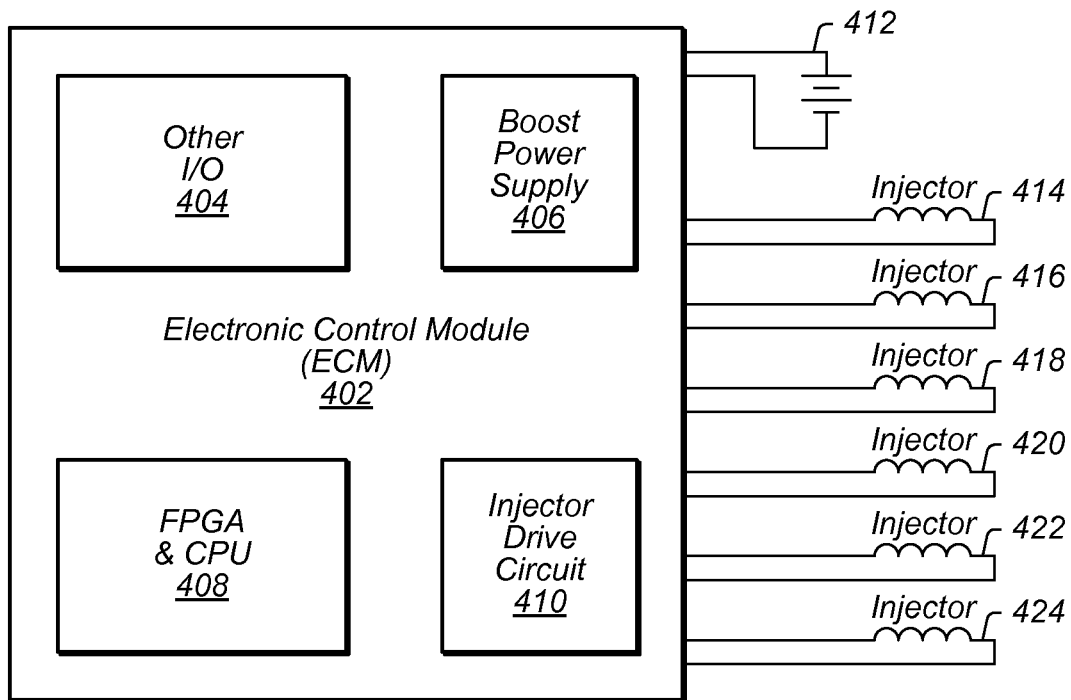 412
Other
I/O
404
Boost
Power
Supply
406
Injector
414
Injector
416
Electronic Control Module
(ECM)
402
Injector
418
Injector
420
FPGA
& CPU
408
Injector
Drive
Circuit
410
Injector
422
Injector
424